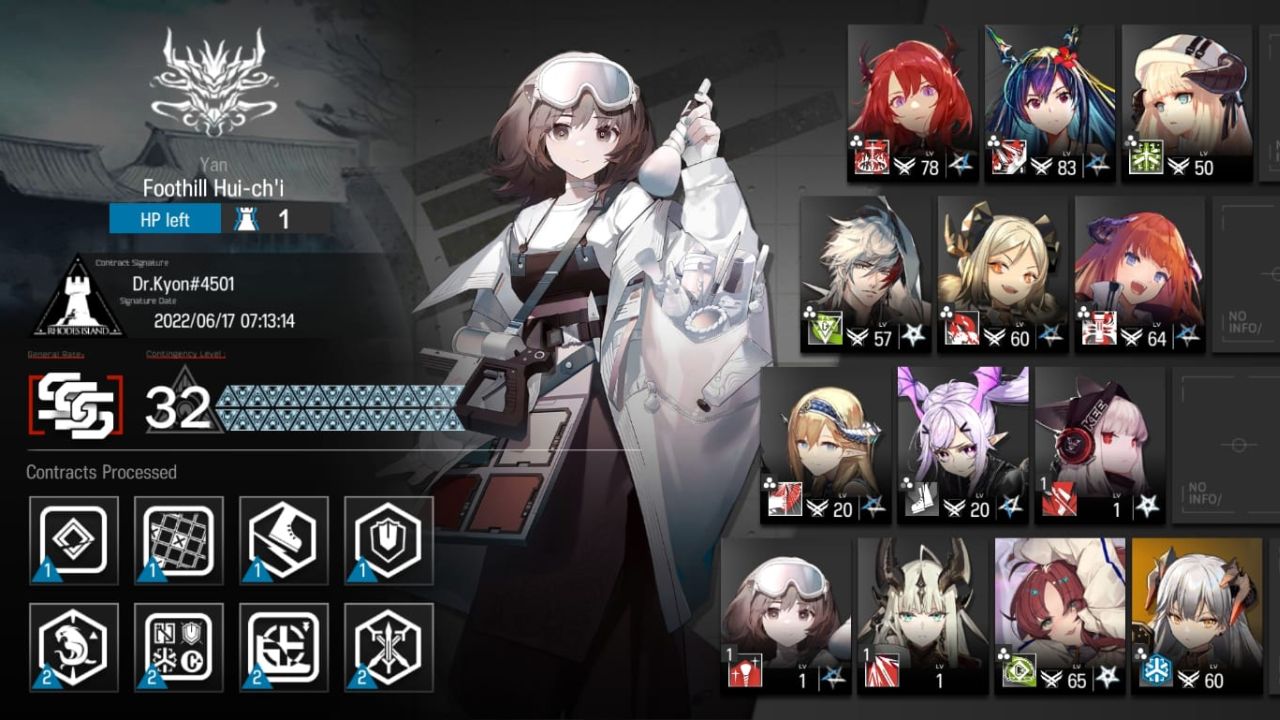 Yan
Foothill Hui-ch'i
HP left 1
Contract Signature
Dr.Kyon#4501
Signature Date
2022/06/17 07:13:14
RHODES ISLAND
General Rate:
Contingency Level:
SSS
32
Contracts Processed
1 1 1 1
2 2 2 2
LV 78 LV 83 LV 50
LV 57 LV 60 LV 64
NO
INFO/
KEE
LV 20 LV 20 1 LV 1
NO
INFO/
1 LV 1 1 LV 1 LV 65 LV 60